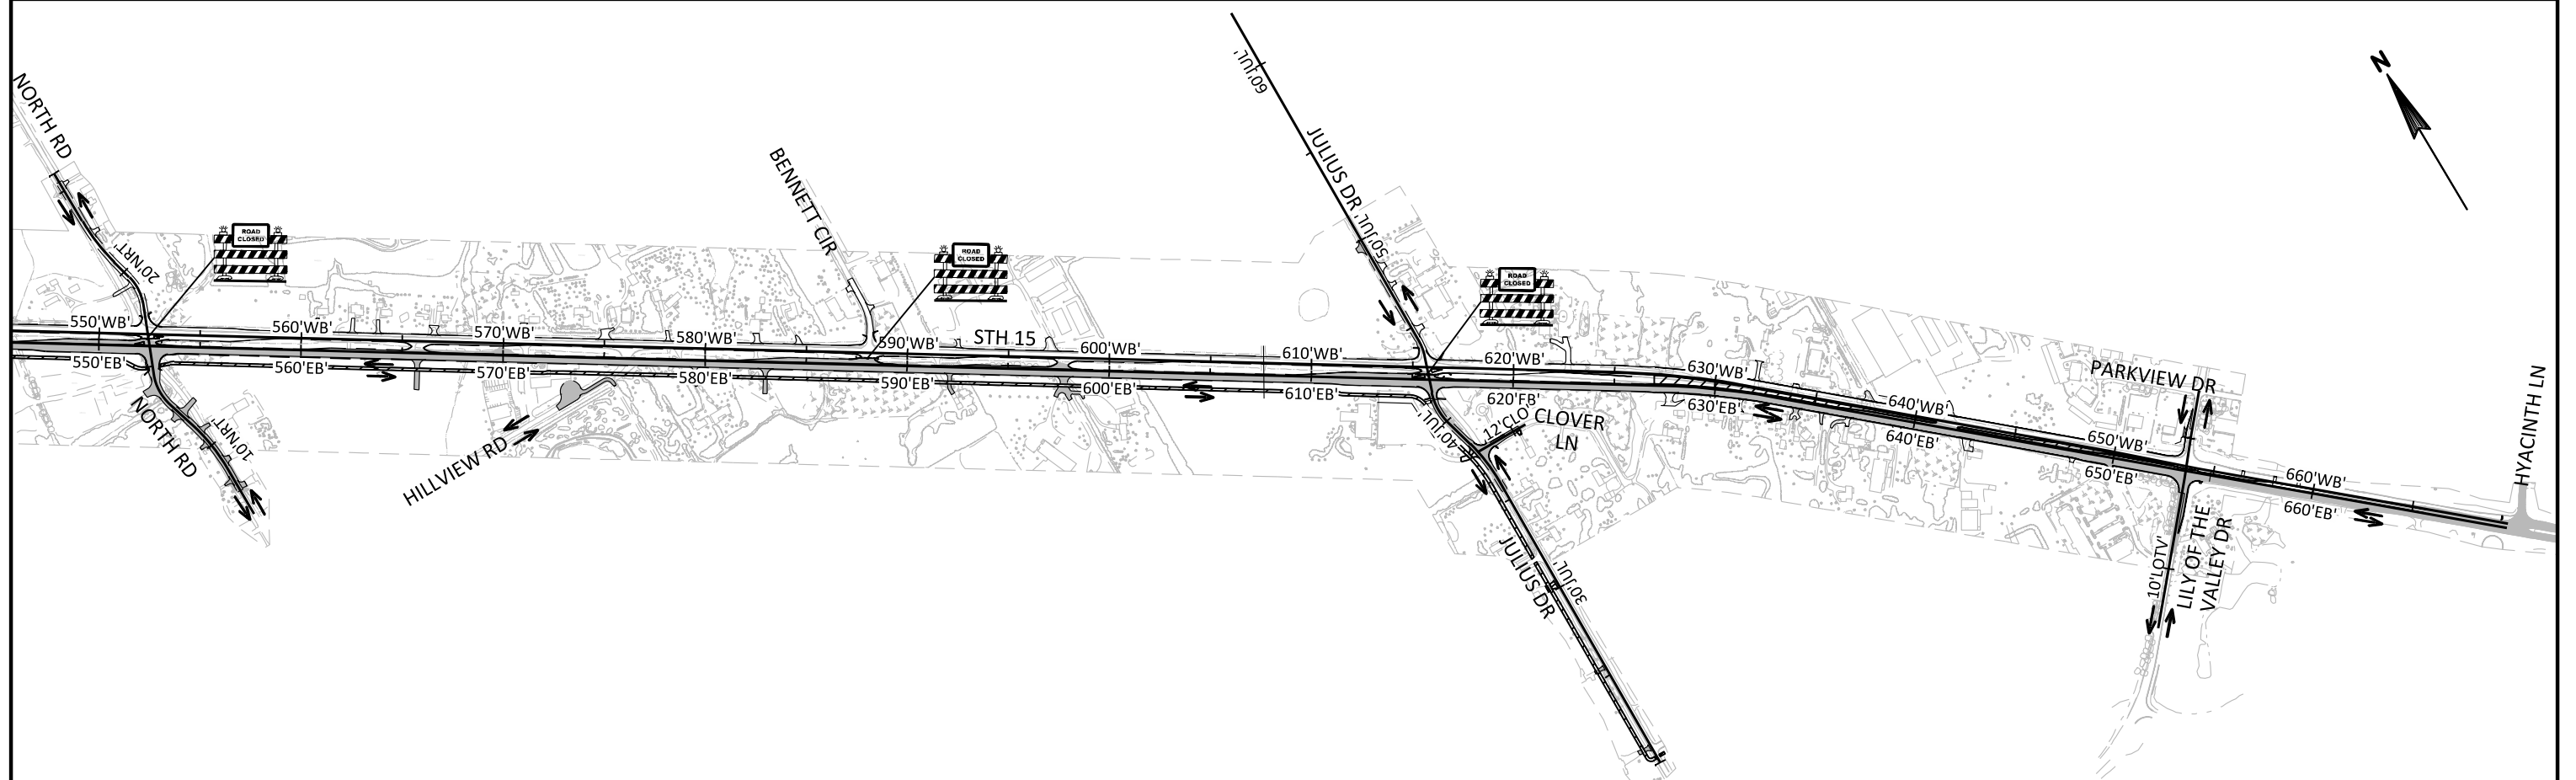 60'JUL'
N
NORTH RD
JULIUS DR
BENNETT CIR
50'JUL'
20'NRT'
ROAD
CLOSED
ROAD
CLOSED
ROAD
CLOSED
550'WB'
560'WB'
570'WB'
580'WB'
590'WB'
STH 15
600'WB'
610'WB'
620'WB'
630'WB'
640'WB'
650'WB'
660'WB'
PARKVIEW DR
HYACINTH LN
550'EB'
560'EB'
570'EB'
580'EB'
590'EB'
600'EB'
610'EB'
620'EB'
630'EB'
640'EB'
650'EB'
660'EB'
40'JUL'
12'CLO'
CLOVER
LN
NORTH RD
10'NRT'
HILLVIEW RD
JULIUS DR
30'JUL'
10'LOTV'
LILY OF THE
VALLEY DR